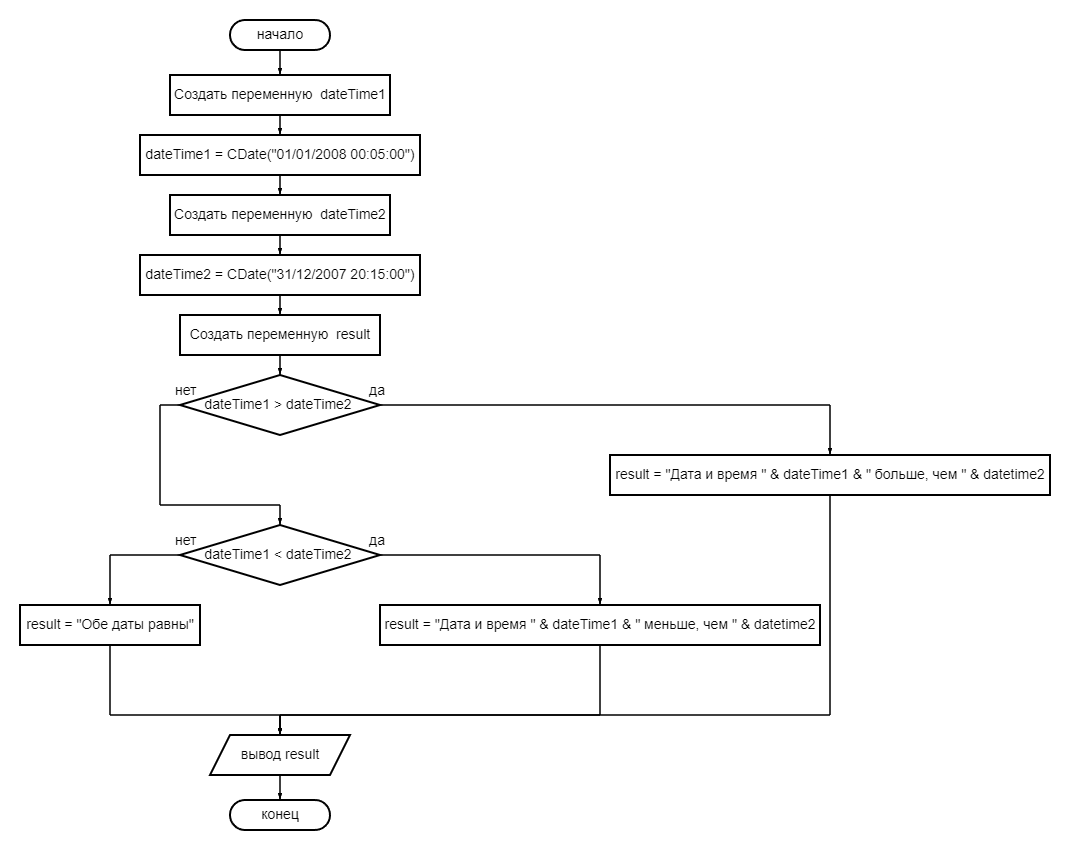 начало
Создать переменную  dateTime1
dateTime1 = CDate("01/01/2008 00:05:00")
Создать переменную  dateTime2
dateTime2 = CDate("31/12/2007 20:15:00")
Создать переменную  result
нет
dateTime1 > dateTime2
да
result = "Дата и время " & dateTime1 & " больше, чем " & datetime2
нет
dateTime1 < dateTime2
да
result = "Обе даты равны"
result = "Дата и время " & dateTime1 & " меньше, чем " & datetime2
вывод result
конец